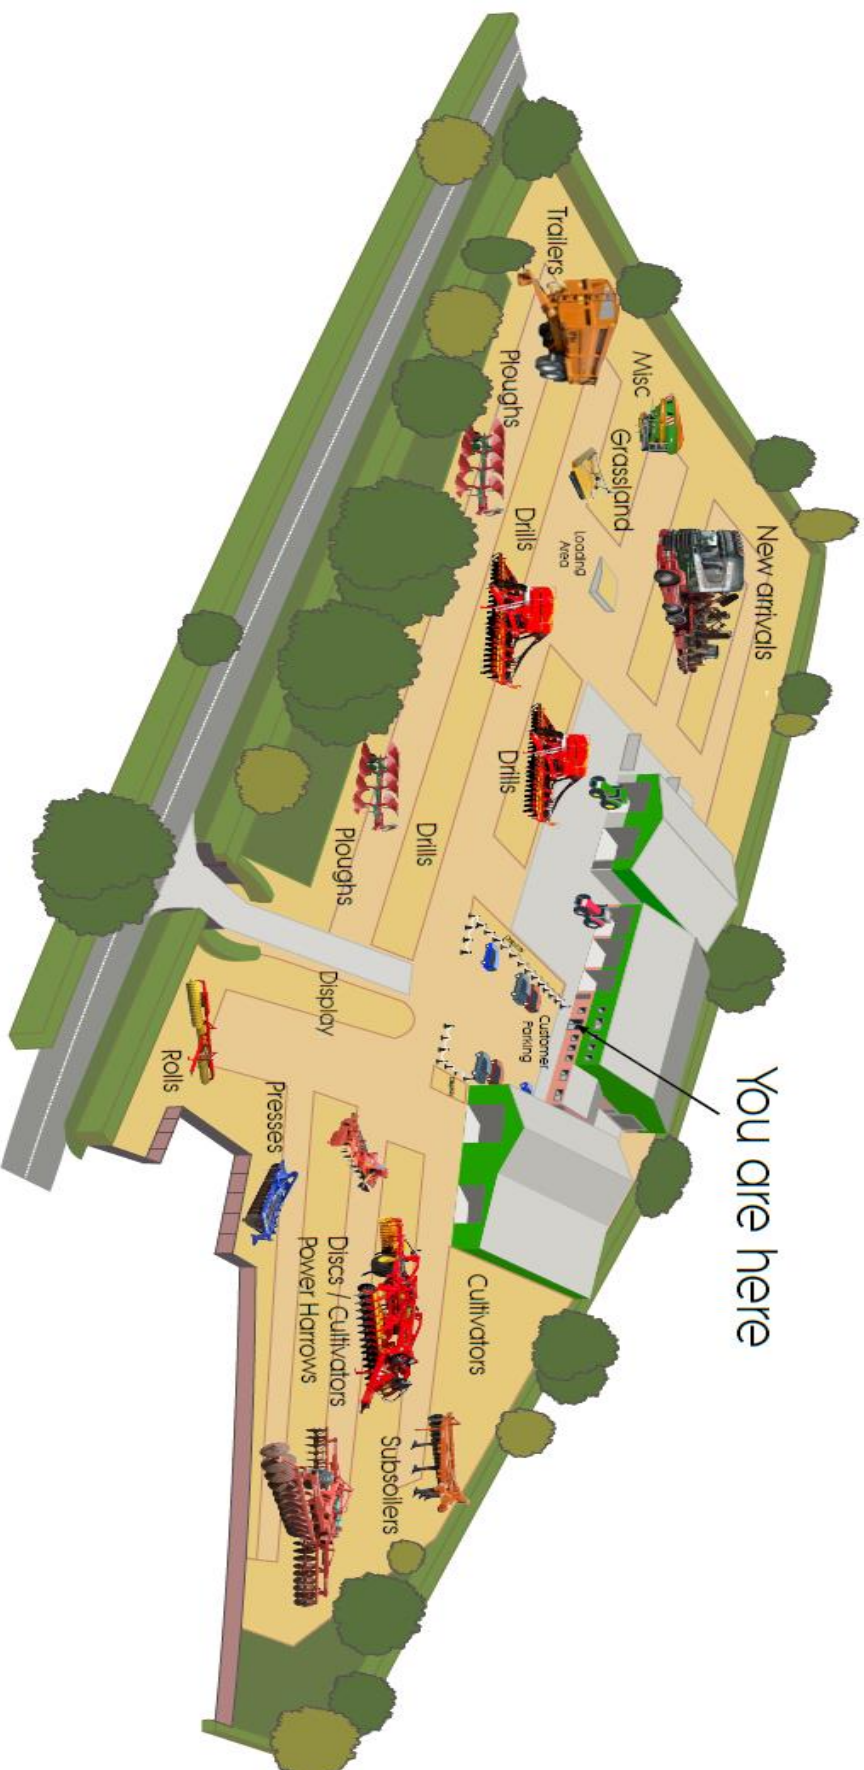 You are here
New arrivals
Misc
Grassland
Trailers
Loading
Area
Ploughs
Drills
Drills
Customer
Parking
Drills
Ploughs
Display
Cultivators
Subsoilers
Discs / Cultivators
Power Harrows
Presses
Rolls